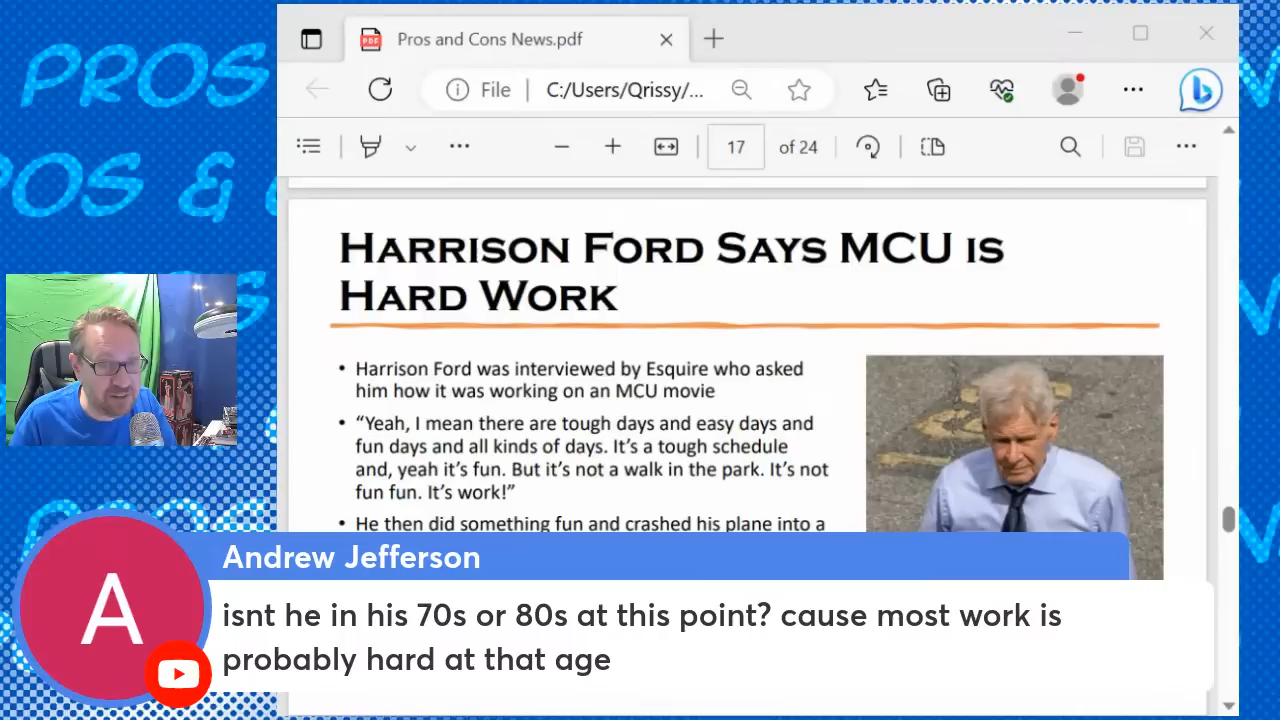 PROS
POS &
Pros and Cons News.pdf
File
C:/Users/Qrissy/...
17
of 24
HARRISON FORD SAYS MCU IS
HARD WORK
• Harrison Ford was interviewed by Esquire who asked
him how it was working on an MCU movie
• “Yeah, I mean there are tough days and easy days and
fun days and all kinds of days. It’s a tough schedule
and, yeah it’s fun. But it’s not a walk in the park. It’s not
fun fun. It’s work!”
• He then did something fun and crashed his plane into a
A
Andrew Jefferson
isnt he in his 70s or 80s at this point? cause most work is
probably hard at that age